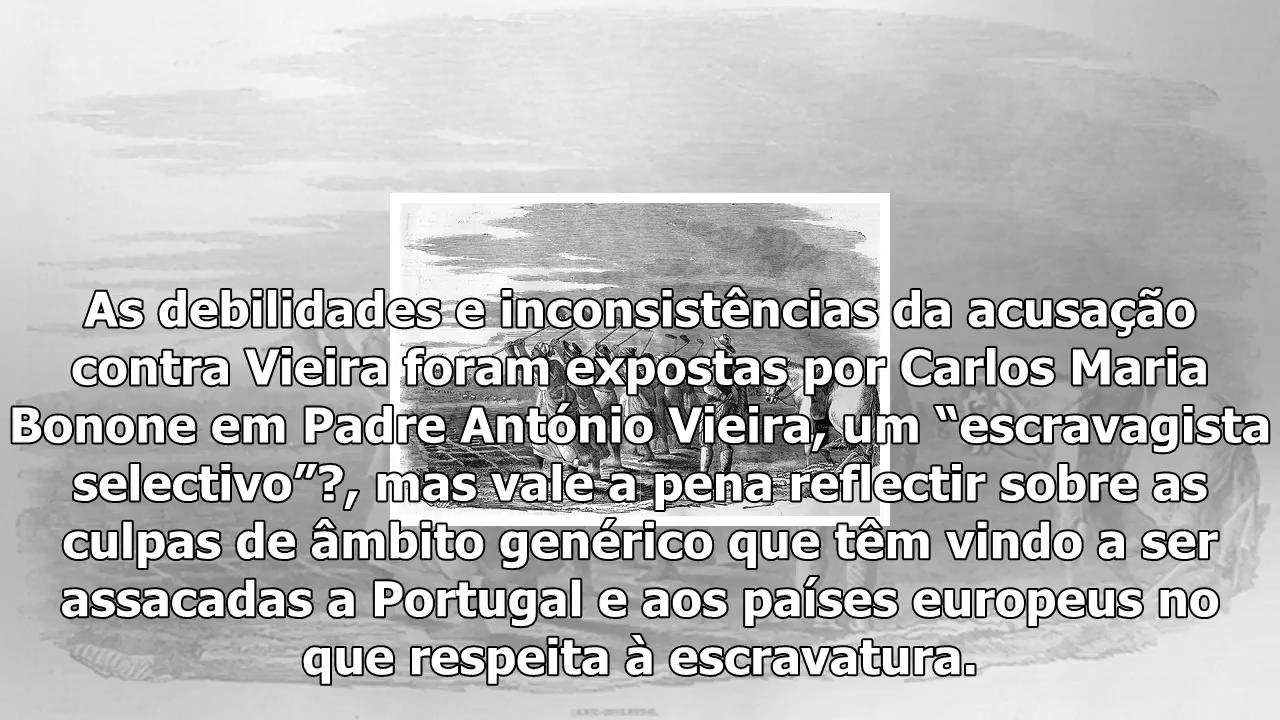 As debilidades e inconsistências da acusação
contra Vieira foram expostas por Carlos Maria
Bonone em Padre António Vieira, um “escravagista
selectivo”?, mas vale a pena reflectir sobre as
culpas de âmbito genérico que têm vindo a ser
assacadas a Portugal e aos países europeus no
que respeita à escravatura.